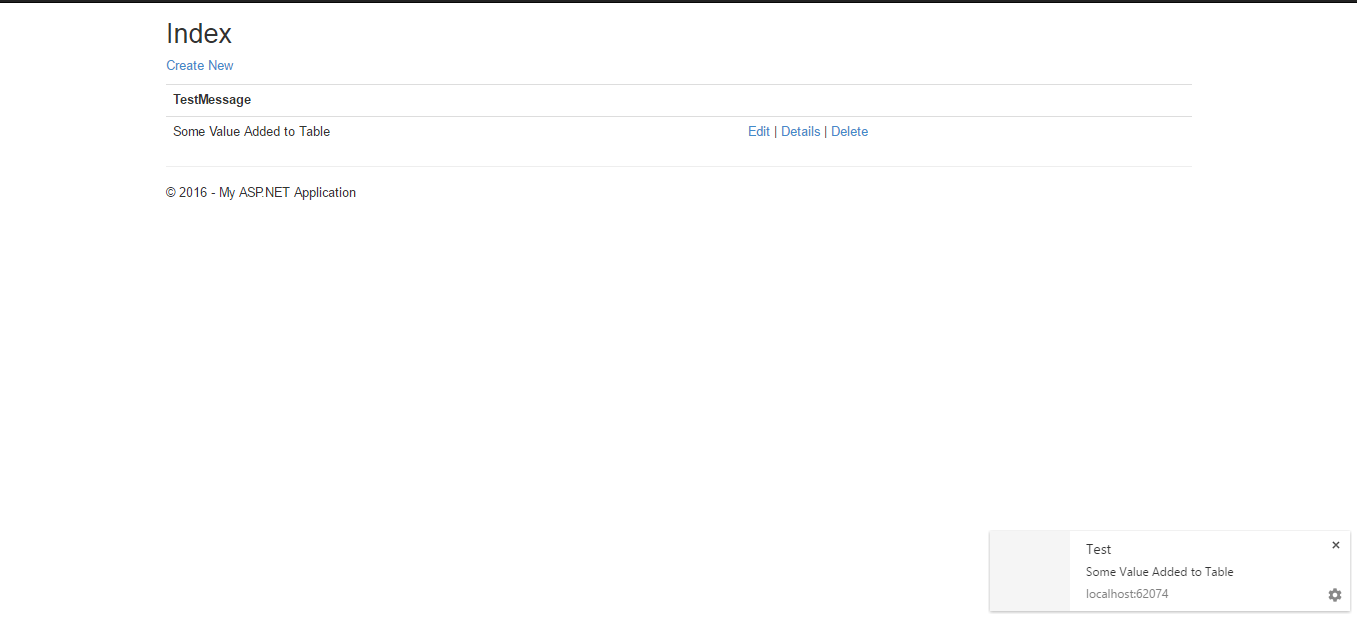 Index
Create New
TestMessage
Some Value Added to Table Edit | Details | Delete
© 2016 - My ASP.NET Application
Test
Some Value Added to Table
localhost:62074